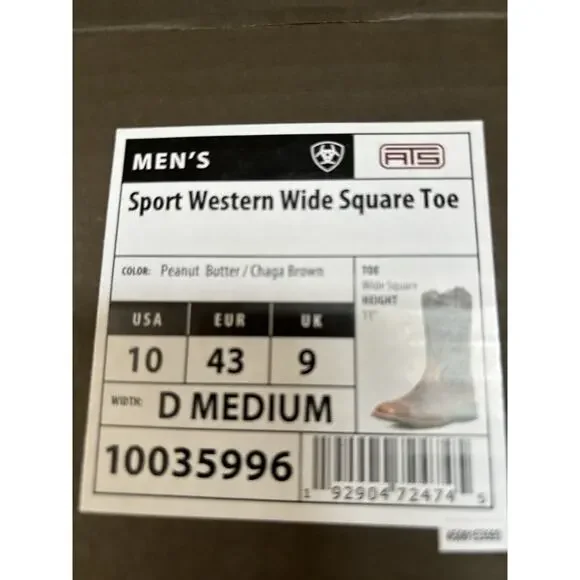 MEN'S
ATS
Sport Western Wide Square Toe
COLOR: Peanut Butter / Chaga Brown
TOE
Wide Square
HEIGHT
11"
USA EUR UK
10 43 9
WIDTH: D MEDIUM
10035996
1 92904 72474 5